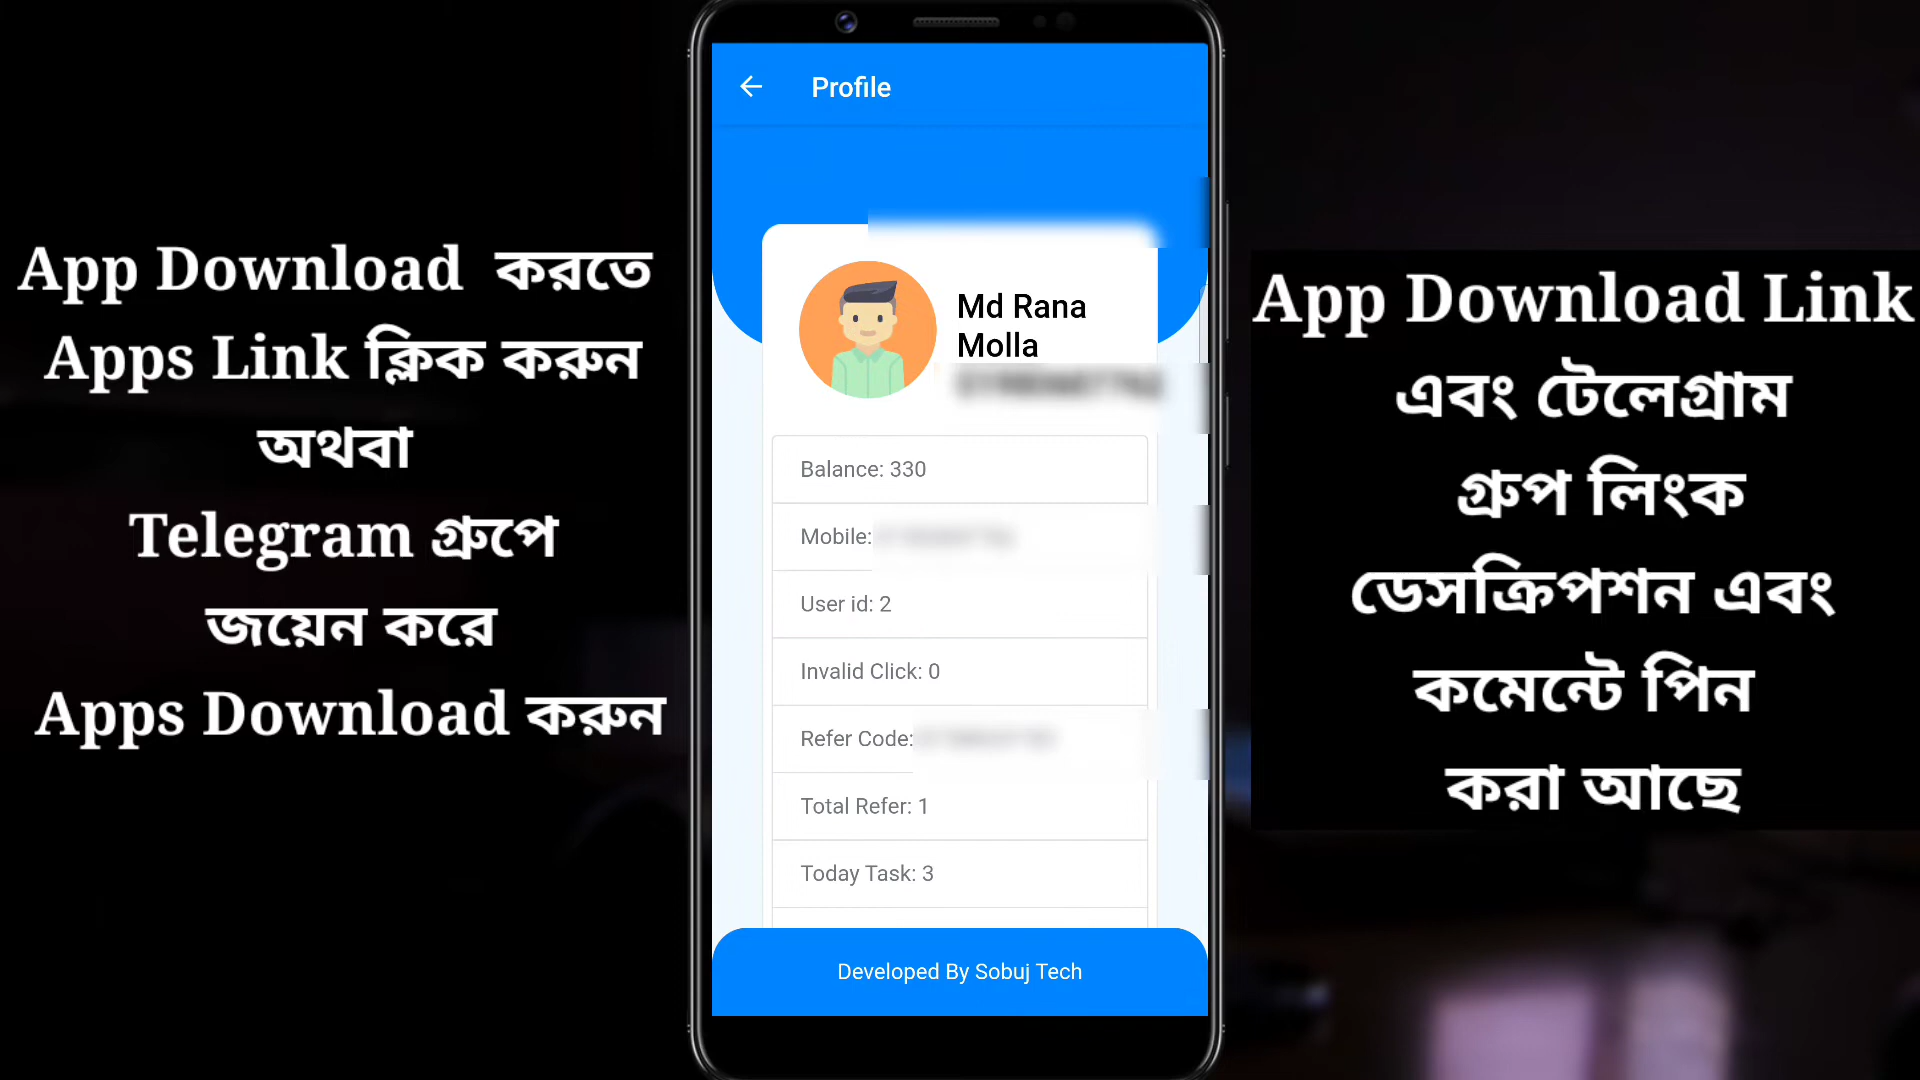 App Download করতে
Apps Link ক্লিক করুন
অথবা
Telegram গ্রুপে
জয়েন করে
Apps Download করুন
Profile
Md Rana
Molla
Balance: 330
Mobile:
User id: 2
Invalid Click: 0
Refer Code:
Total Refer: 1
Today Task: 3
Developed By Sobuj Tech
App Download Link
এবং টেলেগ্রাম
গ্রুপ লিংক
ডেসক্রিপশন এবং
কমেন্টে পিন
করা আছে